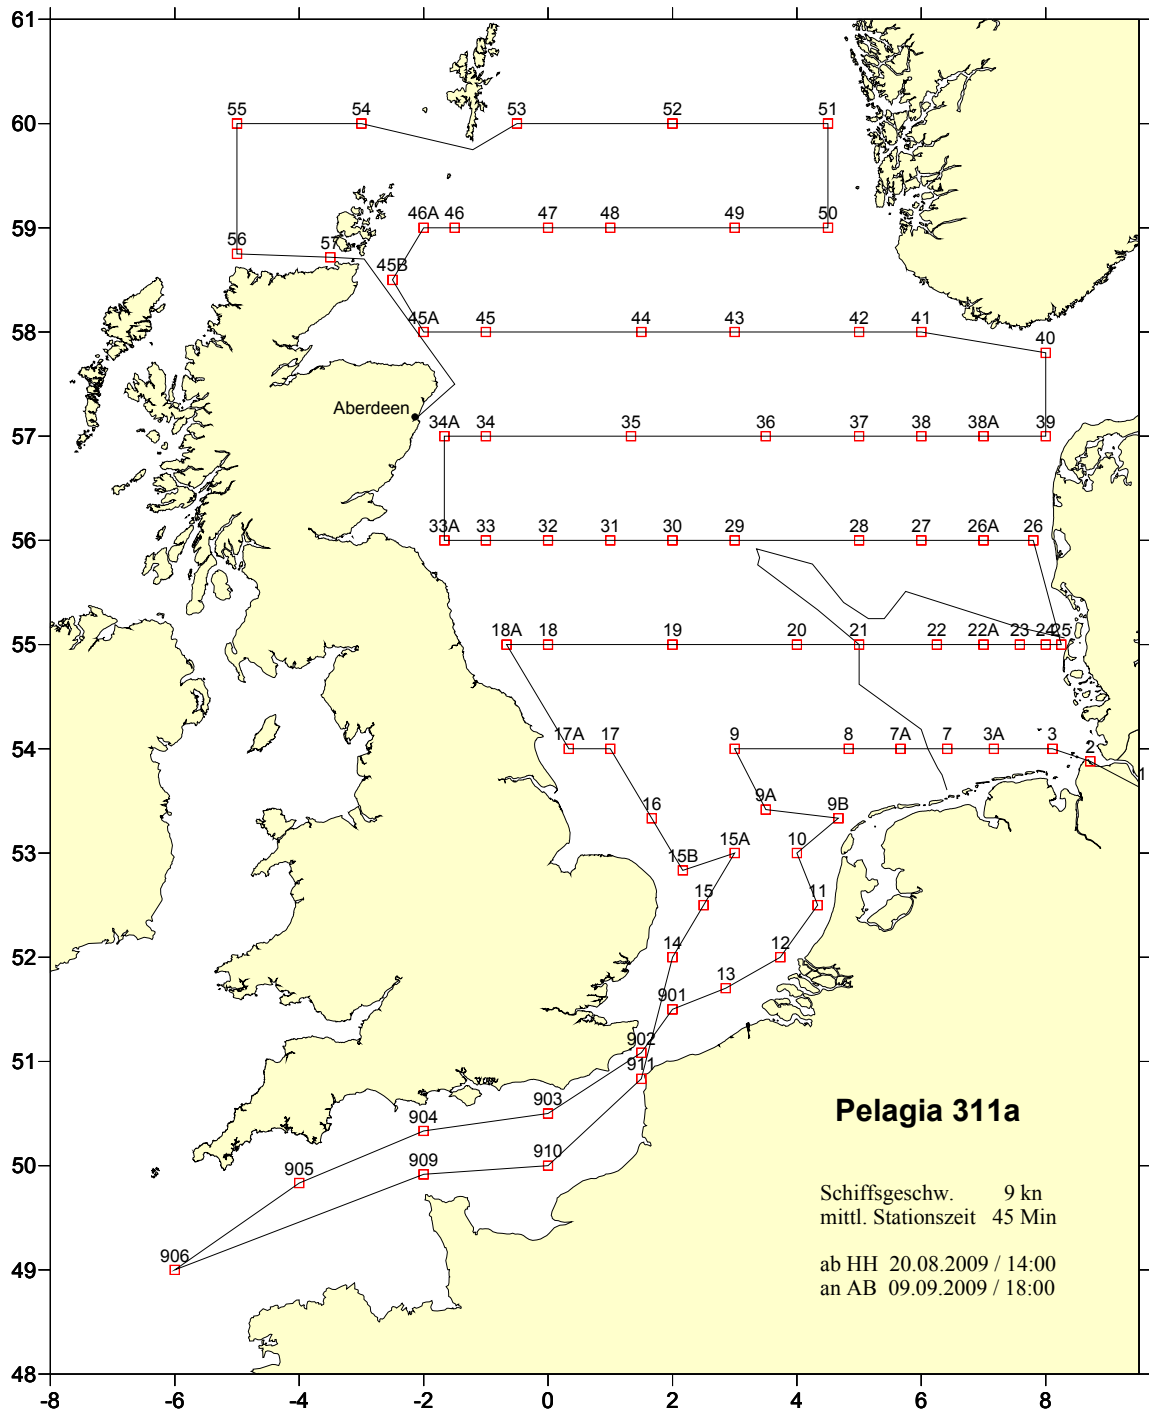 61
55 54 53 52 51
60
46A 46 47 48 49 50
59
56 57
45B
45A 45 44 43 42 41
58
40
Aberdeen
34A 34 35 36 37 38 38A 39
57
33A 33 32 31 30 29 28 27 26A 26
56
18A 18 19 20 21 22 22A 23 24 25
55
17A 17 9 8 7A 7 3A 3 2
54
1
9A 9B
16
15B 15A 10
53
15 11
14 12
52
901 13
902
51
911
903
904
Pelagia 311a
909 910
50
905
Schiffsgeschw. 9 kn
mittl. Stationszeit 45 Min
906
49
ab HH 20.08.2009 / 14:00
an AB 09.09.2009 / 18:00
48
-8 -6 -4 -2 0 2 4 6 8